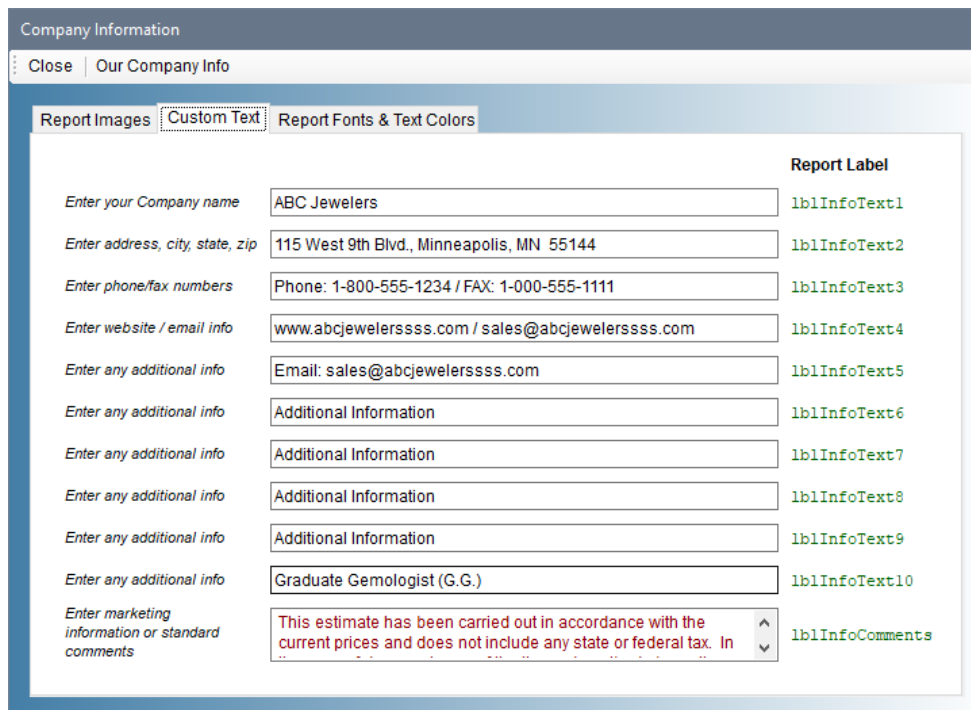 Company Information
Close Our Company Info
Report Images Custom Text Report Fonts & Text Colors
Report Label
Enter your Company name ABC Jewelers lblInfoText1
Enter address, city, state, zip 115 West 9th Blvd., Minneapolis, MN  55144 lblInfoText2
Enter phone/fax numbers Phone: 1-800-555-1234 / FAX: 1-000-555-1111 lblInfoText3
Enter website / email info www.abcjewelerssss.com / sales@abcjewelerssss.com lblInfoText4
Enter any additional info Email: sales@abcjewelerssss.com lblInfoText5
Enter any additional info Additional Information lblInfoText6
Enter any additional info Additional Information lblInfoText7
Enter any additional info Additional Information lblInfoText8
Enter any additional info Additional Information lblInfoText9
Enter any additional info Graduate Gemologist (G.G.) lblInfoText10
Enter marketing
information or standard
comments
This estimate has been carried out in accordance with the
current prices and does not include any state or federal tax.  In
lblInfoComments